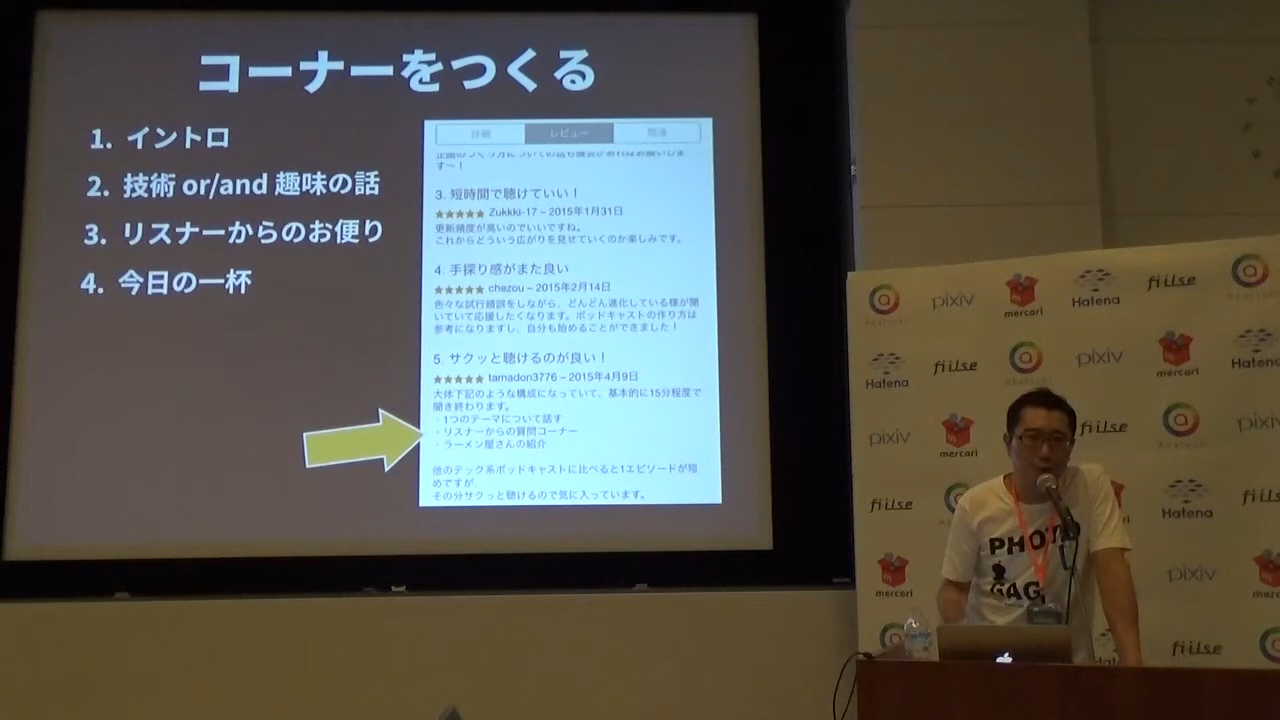 コーナーをつくる
1. イントロ
2. 技術 or/and 趣味の話
3. リスナーからのお便り
4. 今日の一杯
詳細 レビュー 関連
す〜！
3. 短時間で聴けていい！
★★★★★ Zukkki-17 – 2015年1月31日
更新頻度が高いのでいいですね。
これからどういう広がりを見せていくのか楽しみです。
4. 手探り感がまた良い
★★★★★ chezou – 2015年2月14日
色々な試行錯誤をしながら、どんどん進化している様が聞
いていて応援したくなります。ポッドキャストの作り方は
参考になりますし、自分も始めることができました！
5. サクッと聴けるのが良い！
★★★★★ tamadon3776 – 2015年4月9日
大体下記のような構成になっていて、基本的に15分程度で
聞き終わります。
・1つのテーマについて話す
・リスナーからの質問コーナー
・ラーメン屋さんの紹介
他のテック系ポッドキャストに比べると1エピソードが短
めですが、
その分サクっと聴けるので気に入っています。
pixiv mercari Hatena fiilse
Hatena fiilse pixiv mercari Hatena
pixiv mercari fiilse pixiv
fiilse Hatena fiilse
mercari pixiv mercari
fiilse
PHOTO
GAG